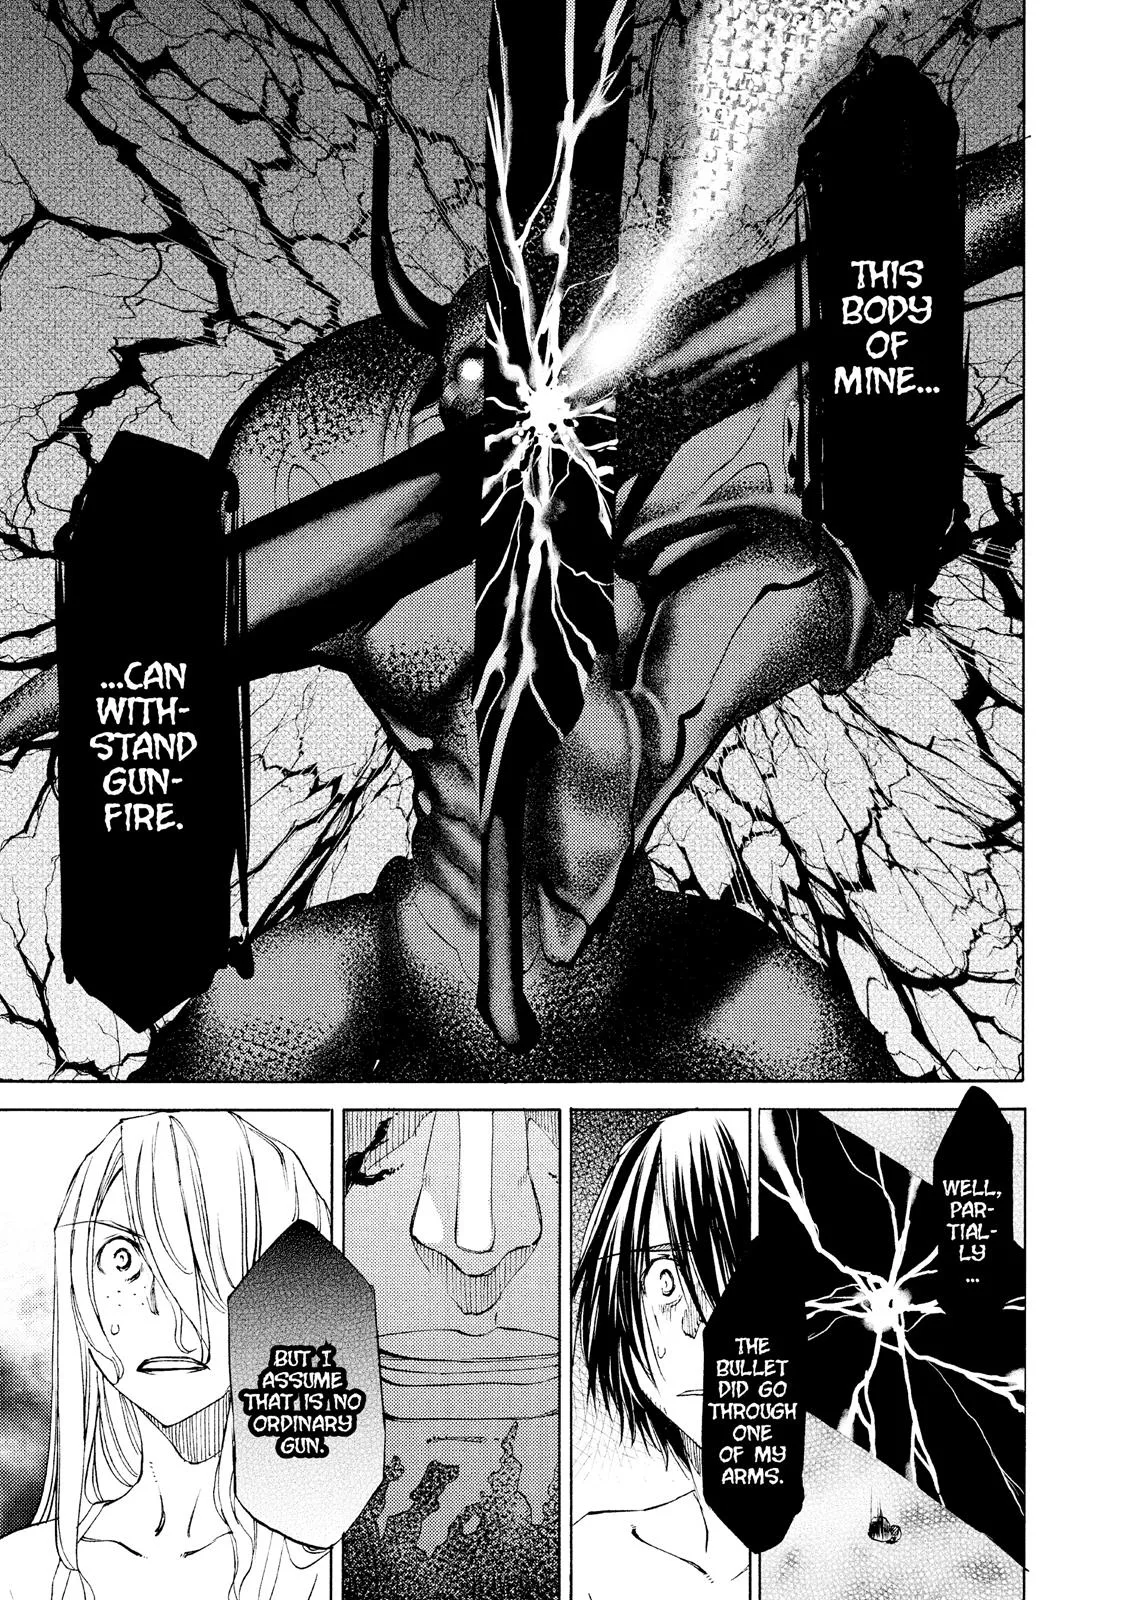 THIS
BODY
OF
MINE...
...CAN
WITH-
STAND
GUN-
FIRE.
WELL,
PAR-
TIAL-
LY
...
THE
BULLET
DID GO
THROUGH
ONE
OF MY
ARMS.
BUT I
ASSUME
THAT IS NO
ORDINARY
GUN.